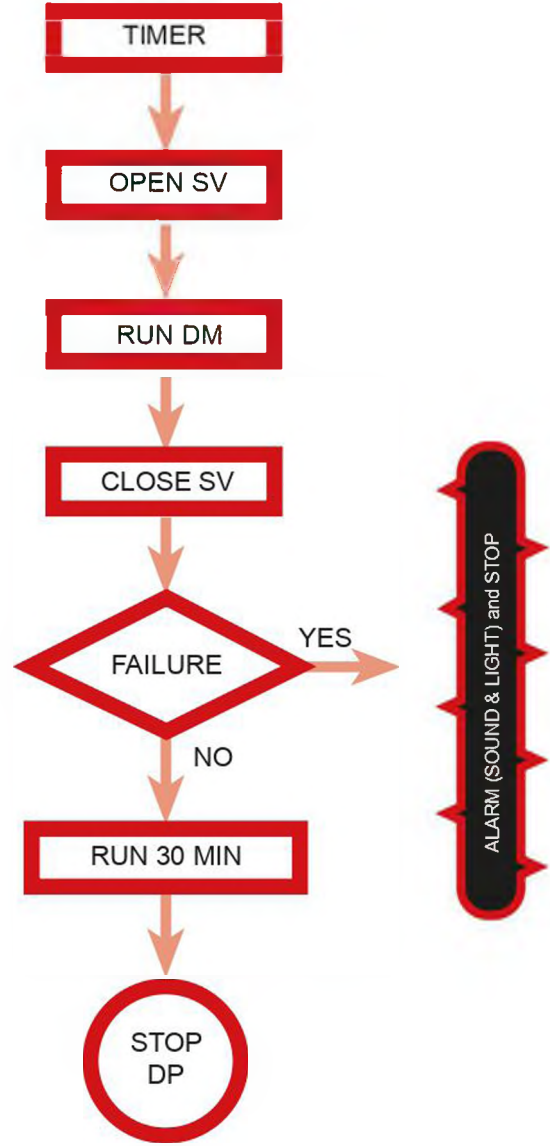 TIMER
OPEN SV
RUN DM
CLOSE SV
FAILURE
YES
ALARM (SOUND & LIGHT) and STOP
NO
RUN 30 MIN
STOP
DP